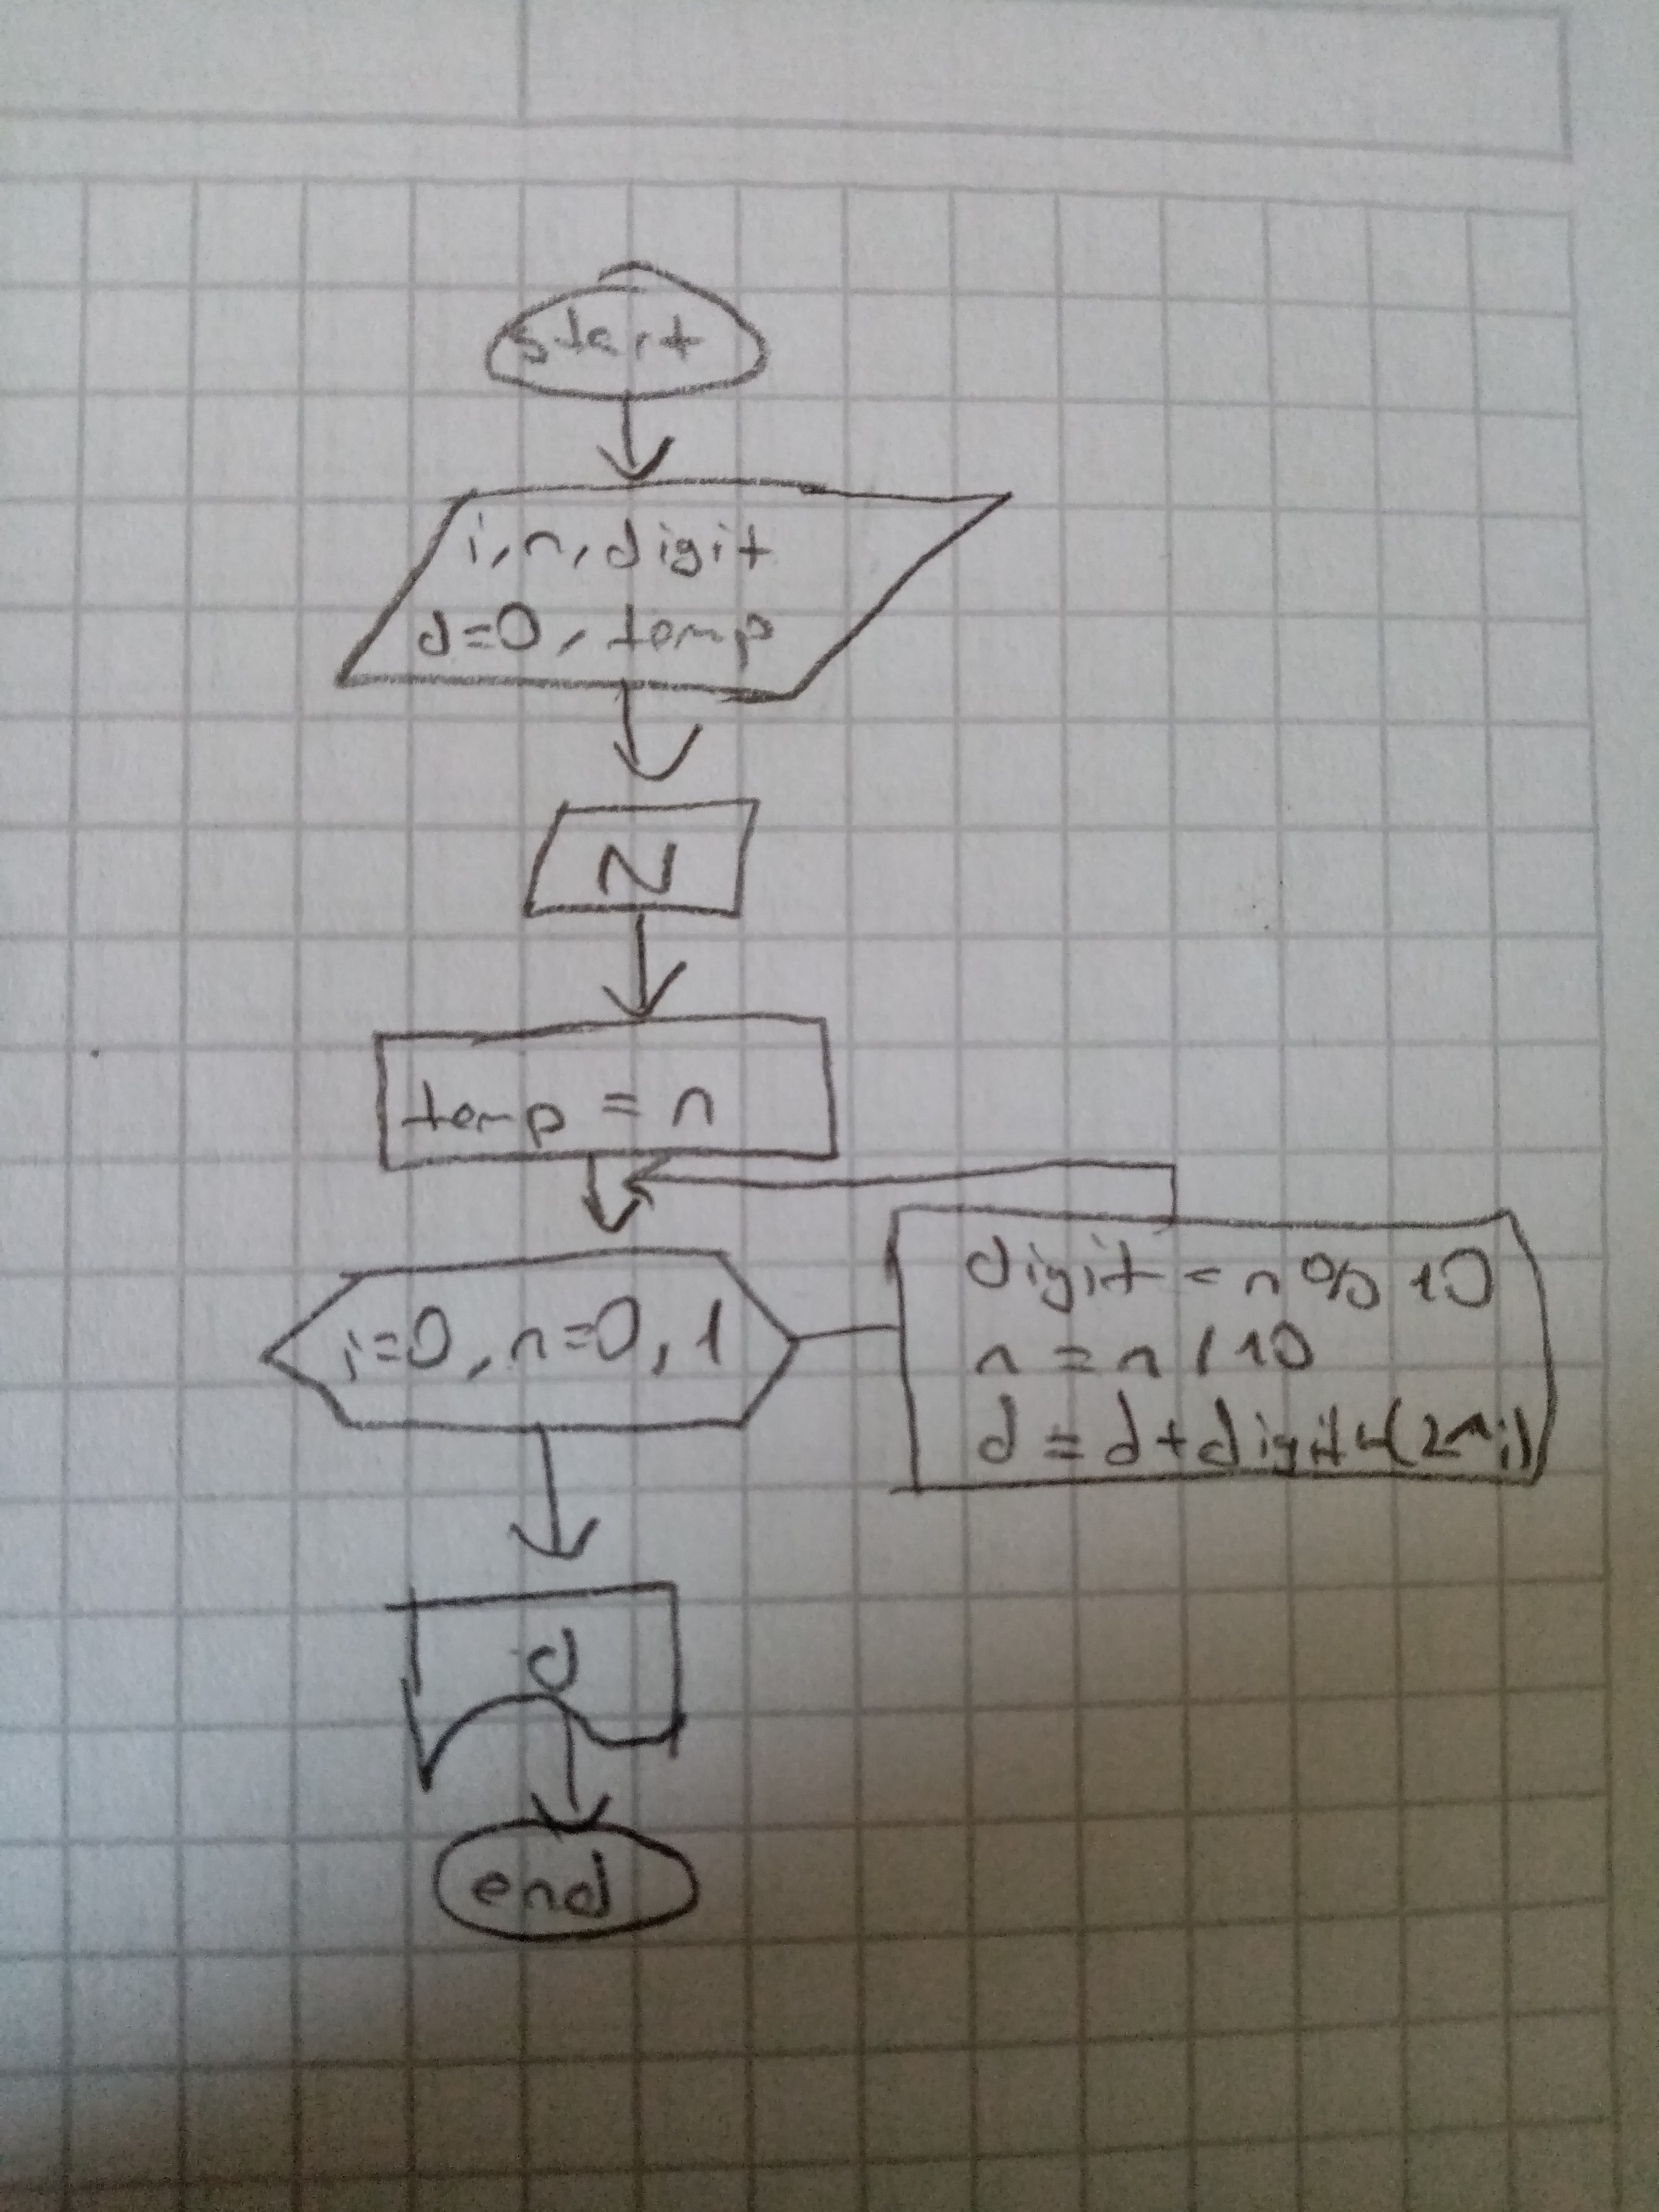 start
i, n, digit
d=0, temp
N
temp = n
i=0, n=0, 1
digit = n % 10
n = n / 10
d = d+digit*(2^i)
d
end